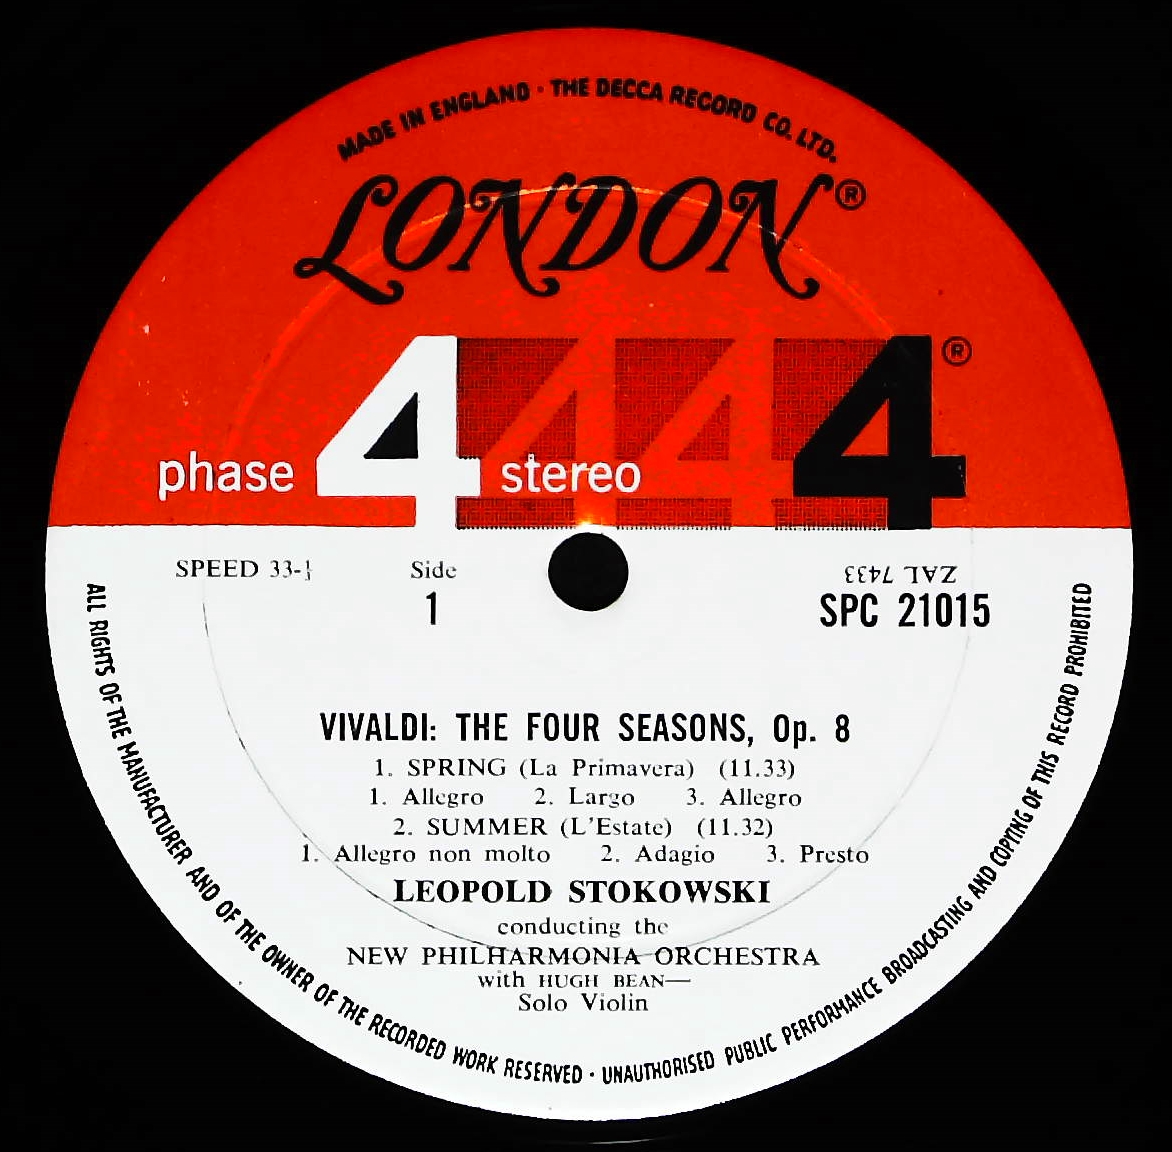 MADE IN ENGLAND · THE DECCA RECORD CO. LTD.
LONDON®
phase 4 stereo 4 4 4®
SPEED 33-⅓
Side
1
ZAL 7433
SPC 21015
VIVALDI: THE FOUR SEASONS, Op. 8
1. SPRING (La Primavera) (11.33)
1. Allegro 2. Largo 3. Allegro
2. SUMMER (L'Estate) (11.32)
1. Allegro non molto 2. Adagio 3. Presto
LEOPOLD STOKOWSKI
conducting the
NEW PHILHARMONIA ORCHESTRA
with HUGH BEAN—
Solo Violin
ALL RIGHTS OF THE MANUFACTURER AND OF THE OWNER OF THE RECORDED WORK RESERVED · UNAUTHORISED PUBLIC PERFORMANCE BROADCASTING AND COPYING OF THIS RECORD PROHIBITED